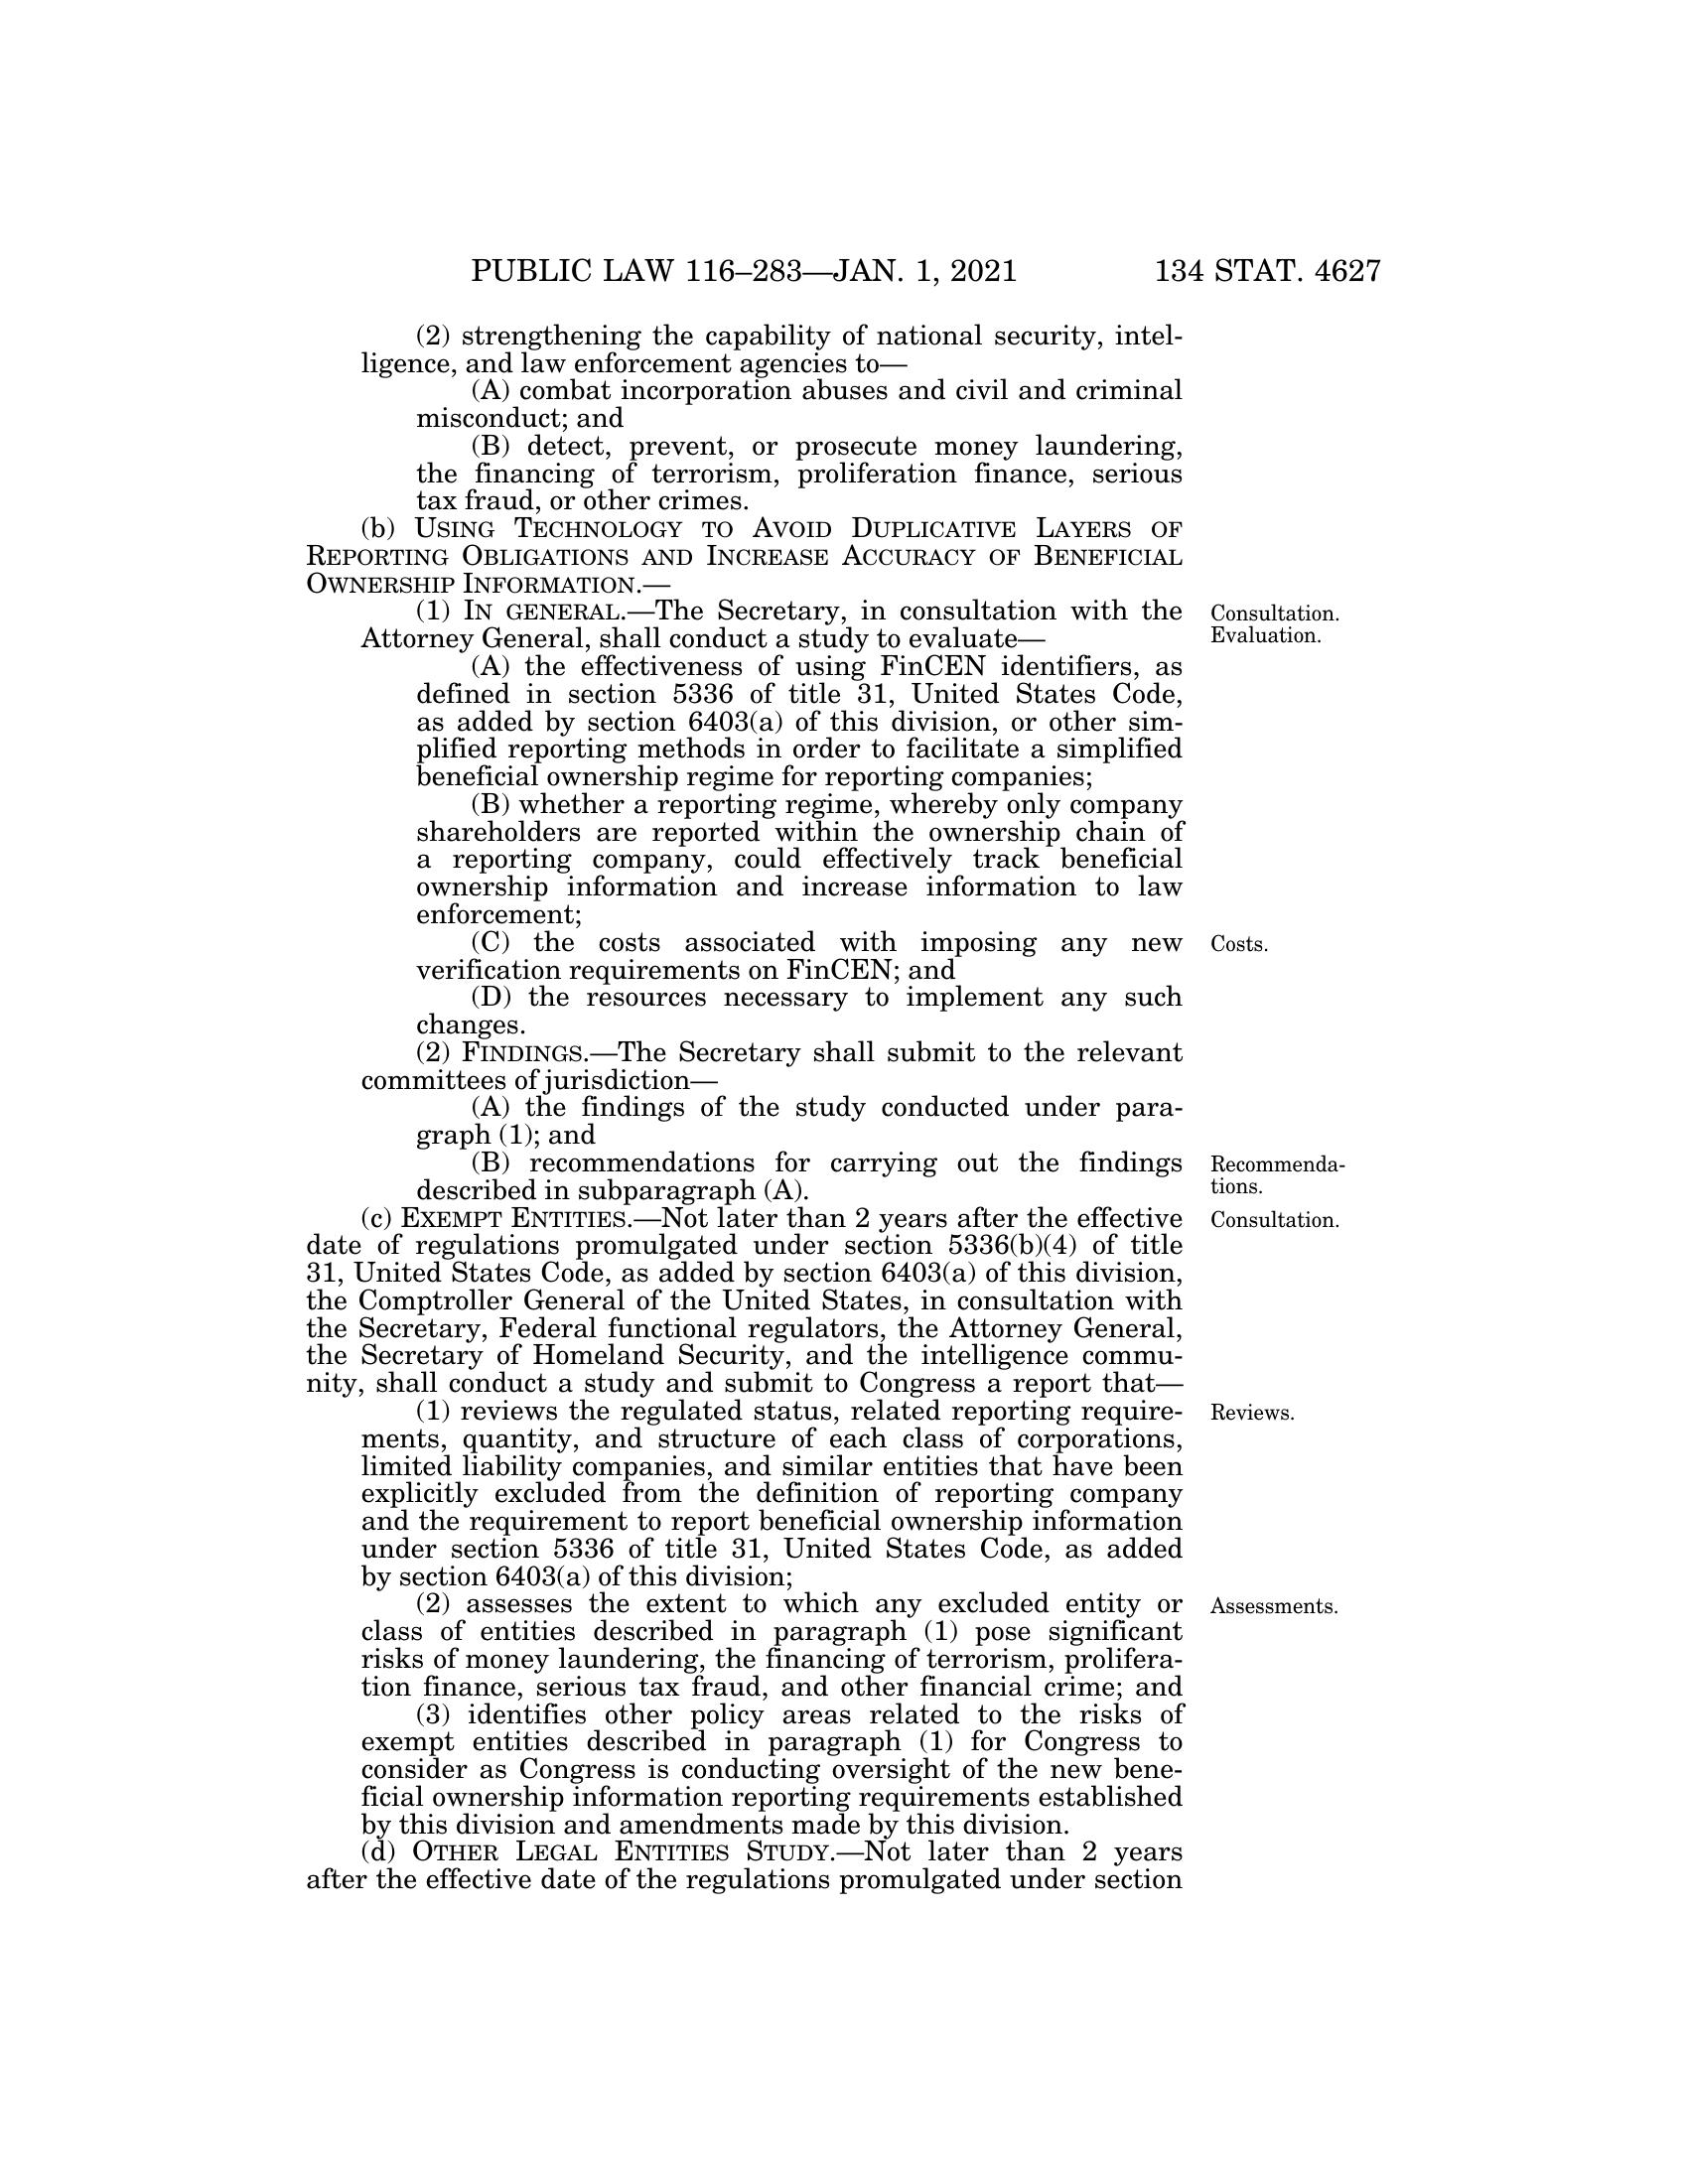 PUBLIC LAW 116–283—JAN. 1, 2021 134 STAT. 4627
(2) strengthening the capability of national security, intel-
ligence, and law enforcement agencies to—
(A) combat incorporation abuses and civil and criminal
misconduct; and
(B) detect, prevent, or prosecute money laundering,
the financing of terrorism, proliferation finance, serious
tax fraud, or other crimes.
(b) USING TECHNOLOGY TO AVOID DUPLICATIVE LAYERS OF
REPORTING OBLIGATIONS AND INCREASE ACCURACY OF BENEFICIAL
OWNERSHIP INFORMATION.—
(1) IN GENERAL.—The Secretary, in consultation with the
Attorney General, shall conduct a study to evaluate—
Consultation.
Evaluation.
(A) the effectiveness of using FinCEN identifiers, as
defined in section 5336 of title 31, United States Code,
as added by section 6403(a) of this division, or other sim-
plified reporting methods in order to facilitate a simplified
beneficial ownership regime for reporting companies;
(B) whether a reporting regime, whereby only company
shareholders are reported within the ownership chain of
a reporting company, could effectively track beneficial
ownership information and increase information to law
enforcement;
(C) the costs associated with imposing any new
verification requirements on FinCEN; and
Costs.
(D) the resources necessary to implement any such
changes.
(2) FINDINGS.—The Secretary shall submit to the relevant
committees of jurisdiction—
(A) the findings of the study conducted under para-
graph (1); and
(B) recommendations for carrying out the findings
described in subparagraph (A).
Recommenda-
tions.
(c) EXEMPT ENTITIES.—Not later than 2 years after the effective
date of regulations promulgated under section 5336(b)(4) of title
31, United States Code, as added by section 6403(a) of this division,
the Comptroller General of the United States, in consultation with
the Secretary, Federal functional regulators, the Attorney General,
the Secretary of Homeland Security, and the intelligence commu-
nity, shall conduct a study and submit to Congress a report that—
Consultation.
(1) reviews the regulated status, related reporting require-
ments, quantity, and structure of each class of corporations,
limited liability companies, and similar entities that have been
explicitly excluded from the definition of reporting company
and the requirement to report beneficial ownership information
under section 5336 of title 31, United States Code, as added
by section 6403(a) of this division;
Reviews.
(2) assesses the extent to which any excluded entity or
class of entities described in paragraph (1) pose significant
risks of money laundering, the financing of terrorism, prolifera-
tion finance, serious tax fraud, and other financial crime; and
Assessments.
(3) identifies other policy areas related to the risks of
exempt entities described in paragraph (1) for Congress to
consider as Congress is conducting oversight of the new bene-
ficial ownership information reporting requirements established
by this division and amendments made by this division.
(d) OTHER LEGAL ENTITIES STUDY.—Not later than 2 years
after the effective date of the regulations promulgated under section